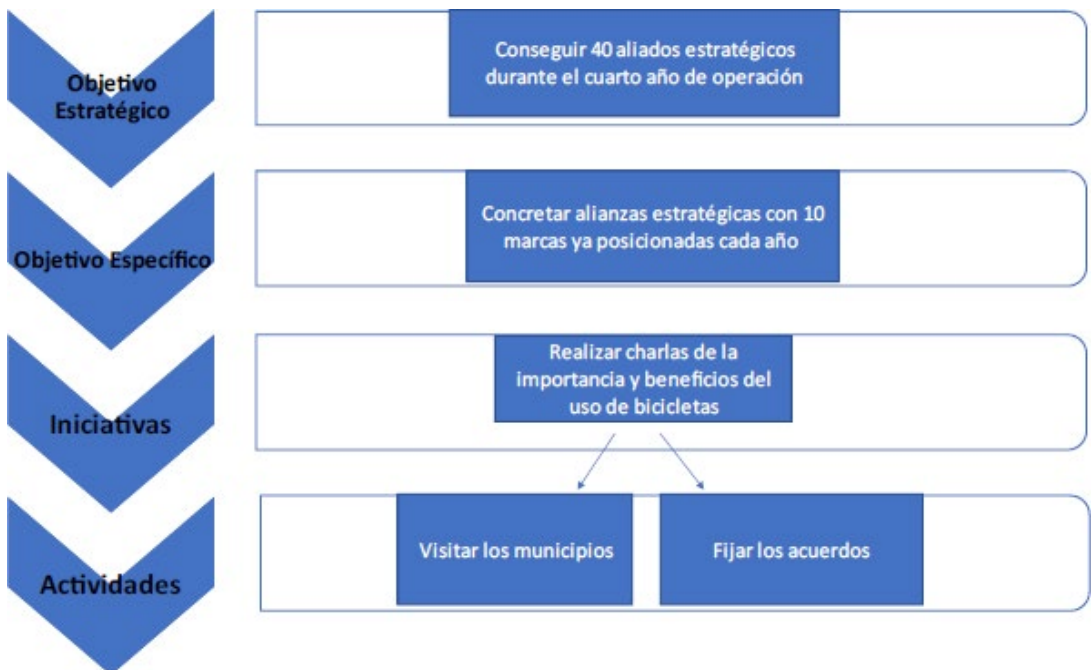 Objetivo
Estratégico
Conseguir 40 aliados estratégicos
durante el cuarto año de operación
Objetivo Específico
Concretar alianzas estratégicas con 10
marcas ya posicionadas cada año
Iniciativas
Realizar charlas de la
importancia y beneficios del
uso de bicicletas
Actividades
Visitar los municipios
Fijar los acuerdos